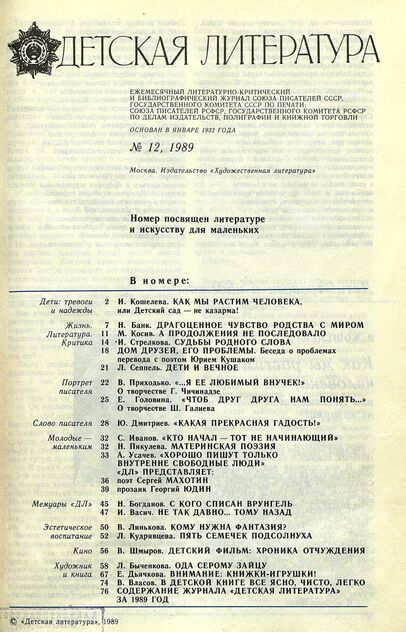 ДЕТСКАЯ ЛИТЕРАТУРА
ЕЖЕМЕСЯЧНЫЙ ЛИТЕРАТУРНО-КРИТИЧЕСКИЙ
И БИБЛИОГРАФИЧЕСКИЙ ЖУРНАЛ СОЮЗА ПИСАТЕЛЕЙ СССР,
ГОСУДАРСТВЕННОГО КОМИТЕТА СССР ПО ПЕЧАТИ;
СОЮЗА ПИСАТЕЛЕЙ РСФСР, ГОСУДАРСТВЕННОГО КОМИТЕТА РСФСР
ПО ДЕЛАМ ИЗДАТЕЛЬСТВ, ПОЛИГРАФИИ И КНИЖНОЙ ТОРГОВЛИ
ОСНОВАН В ЯНВАРЕ 1932 ГОДА
№ 12, 1989
Москва. Издательство «Художественная литература»
Номер посвящен литературе
и искусству для маленьких
В номере:
Дети: тревоги 2 И. Кошелева. КАК МЫ РАСТИМ ЧЕЛОВЕКА,
и надежды или Детский сад — не казарма!
Жизнь. 7 Н. Банк. ДРАГОЦЕННОЕ ЧУВСТВО РОДСТВА С МИРОМ
Литература. 11 М. Косив. А ПРОДОЛЖЕНИЯ НЕ ПОСЛЕДОВАЛО
Критика 14 И. Стрелкова. СУДЬБЫ РОДНОГО СЛОВА
18 ДОМ ДРУЗЕЙ, ЕГО ПРОБЛЕМЫ. Беседа о проблемах
перевода с поэтом Юрием Кушаком
21 Л. Сеппель. ДЕТИ И ВЕЧНОЕ
Портрет 22 В. Приходько. «...Я ЕЕ ЛЮБИМЫЙ ВНУЧЕК!»
писателя О творчестве Г. Чичинадзе
25 Е. Головина. «ЧТОБ ДРУГ ДРУГА НАМ ПОНЯТЬ...»
О творчестве Ш. Галиева
Слово писателя 28 Ю. Дмитриев. «КАКАЯ ПРЕКРАСНАЯ ГАДОСТЬ!»
Молодые — 32 С. Иванов. «КТО НАЧАЛ — ТОТ НЕ НАЧИНАЮЩИЙ»
маленьким 32 Н. Пикулева. МАТЕРИНСКАЯ ПОЭЗИЯ
33 А. Усачев. «ХОРОШО ПИШУТ ТОЛЬКО
ВНУТРЕННЕ СВОБОДНЫЕ ЛЮДИ»
«ДЛ» ПРЕДСТАВЛЯЕТ:
36 поэт Сергей МАХОТИН
39 прозаик Георгий ЮДИН
Мемуары «ДЛ» 45 Н. Богданов. С КОГО СПИСАН ВРУНГЕЛЬ
47 И. Васич. НЕ ТАК ДАВНО... ТОМУ НАЗАД
Эстетическое 50 В. Линькова. КОМУ НУЖНА ФАНТАЗИЯ?
воспитание 52 Л. Кудрявцева. ПЯТЬ СЕМЕЧЕК ПОДСОЛНУХА
Кино 56 В. Шмыров. ДЕТСКИЙ ФИЛЬМ: ХРОНИКА ОТЧУЖДЕНИЯ
Художник 58 Л. Быченкова. ОДА СЕРОМУ ЗАЙЦУ
и книга 67 Е. Дьячкова. ВНИМАНИЕ: КНИЖКИ-ИГРУШКИ!
74 В. Власов. В ДЕТСКОЙ КНИГЕ ВСЕ ЯСНО, ЧИСТО, ЛЕГКО
76 СОДЕРЖАНИЕ ЖУРНАЛА «ДЕТСКАЯ ЛИТЕРАТУРА»
ЗА 1989 ГОД
© «Детская литература», 1989